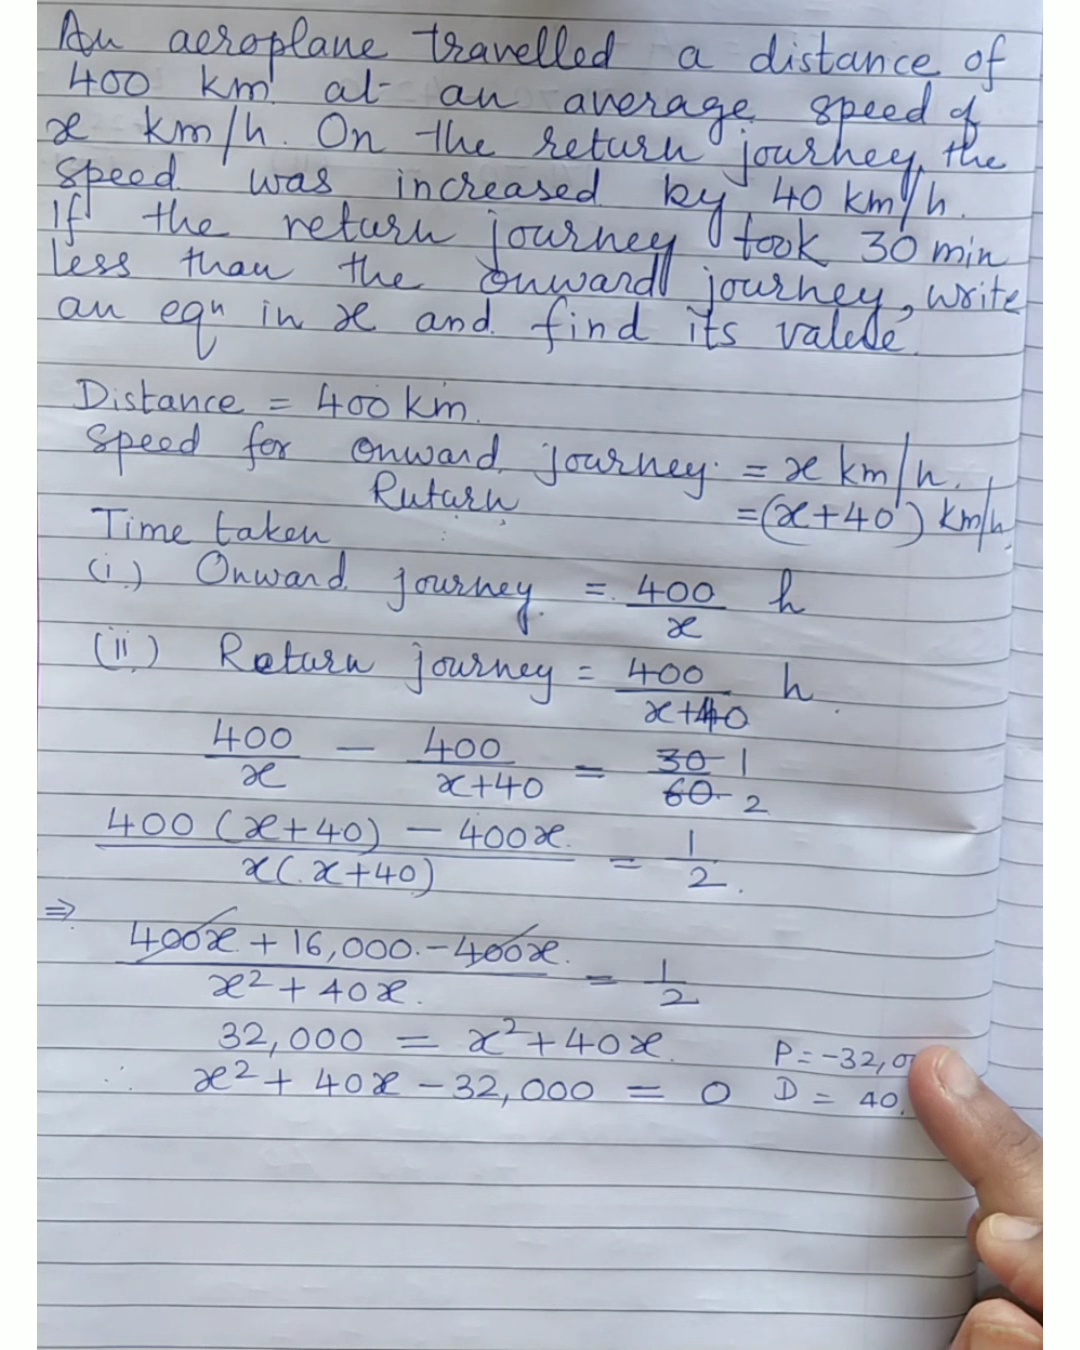 An aeroplane travelled a distance of
400 km at an average speed of
x km/h. On the return journey, the
speed was increased by 40 km/h.
If the return journey took 30 min
less than the onward journey, write
an eqn in x and find its value.
Distance = 400 km.
Speed for onward journey = x km/h.
Ruturn = (x+40) km/h.
Time taken
(i) Onward journey = 400/x h
(ii) Return journey = 400/x+40 h.
400/x - 400/x+40 = 30/60 1/2
400(x+40) - 400x/x(x+40) = 1/2.
⇒ 400x + 16,000 - 400x/x² + 40x = 1/2
32,000 = x² + 40x P = -32,0
∴ x² + 40x - 32,000 = 0 D = 40